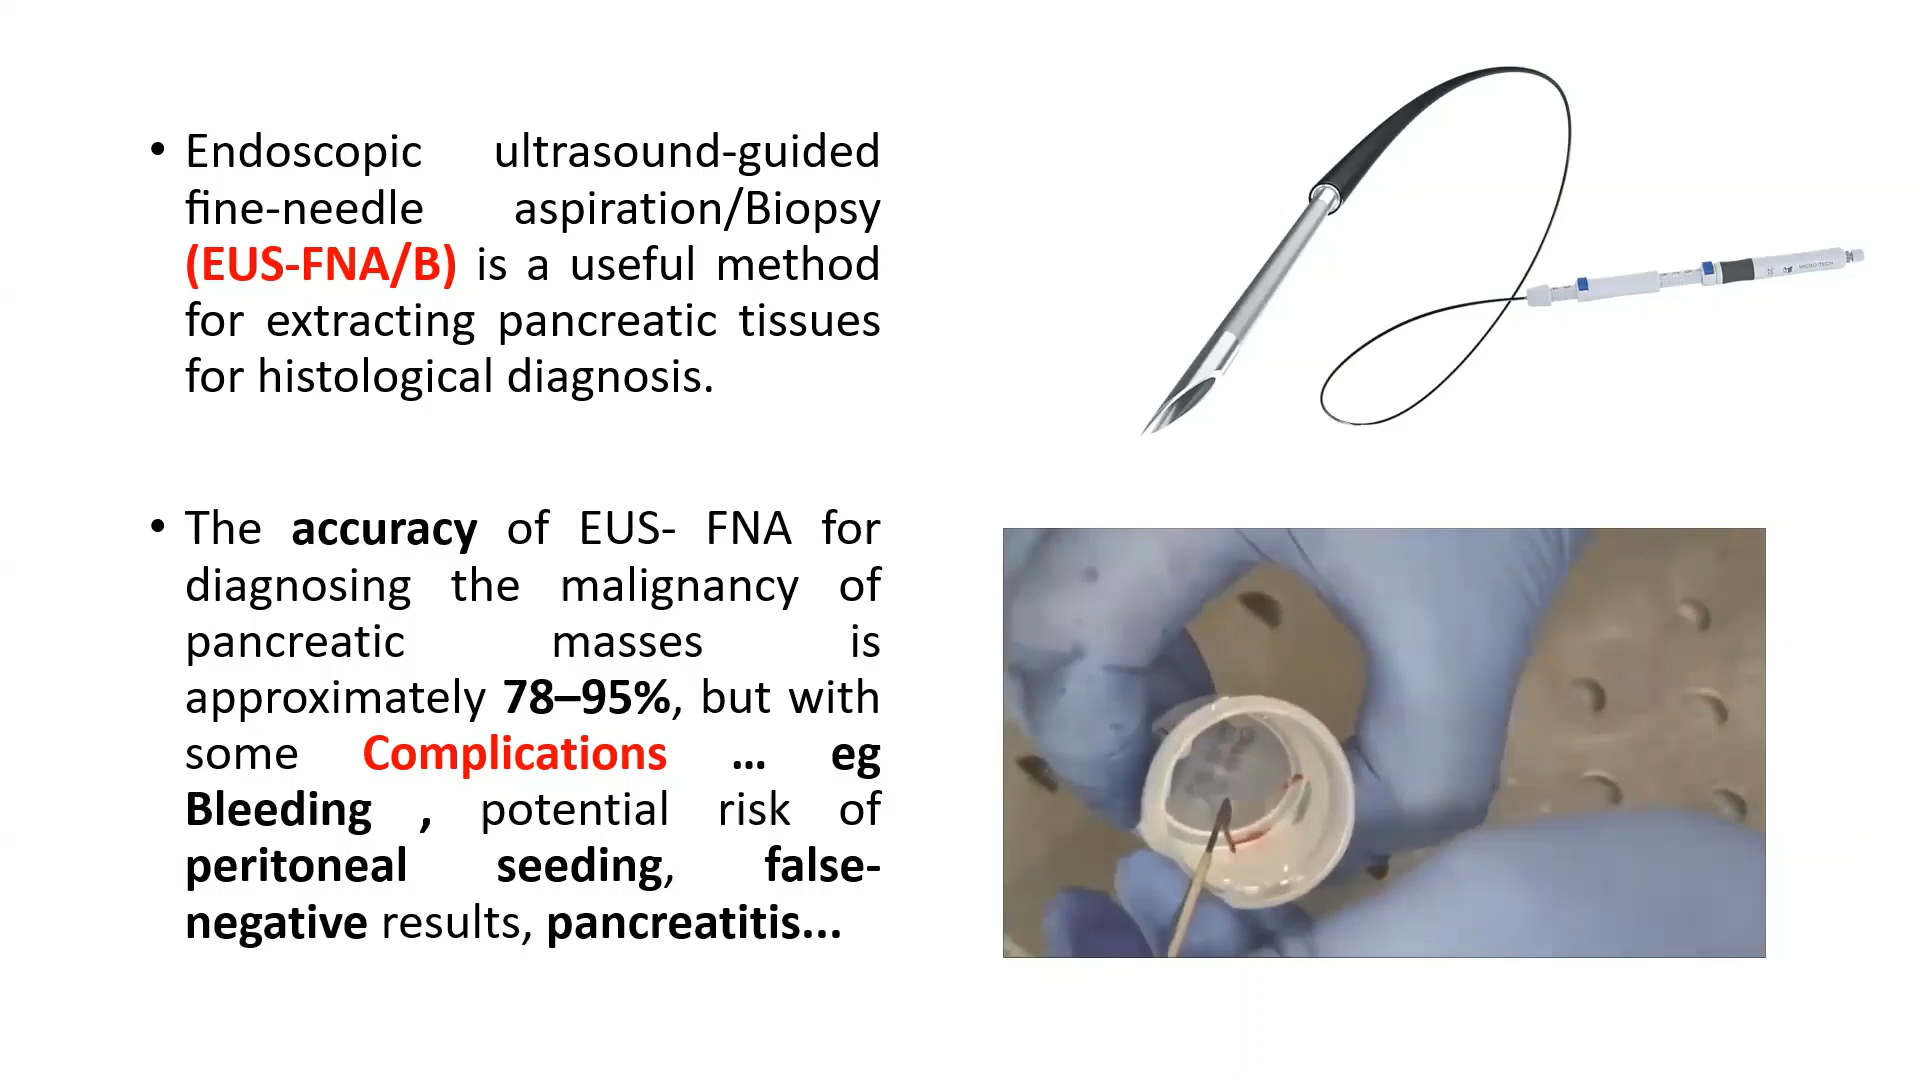 • Endoscopic ultrasound-guided
fine-needle aspiration/Biopsy
(EUS-FNA/B) is a useful method
for extracting pancreatic tissues
for histological diagnosis.
• The accuracy of EUS- FNA for
diagnosing the malignancy of
pancreatic masses is
approximately 78–95%, but with
some Complications ... eg
Bleeding , potential risk of
peritoneal seeding, false-
negative results, pancreatitis...
MICRO-TECH